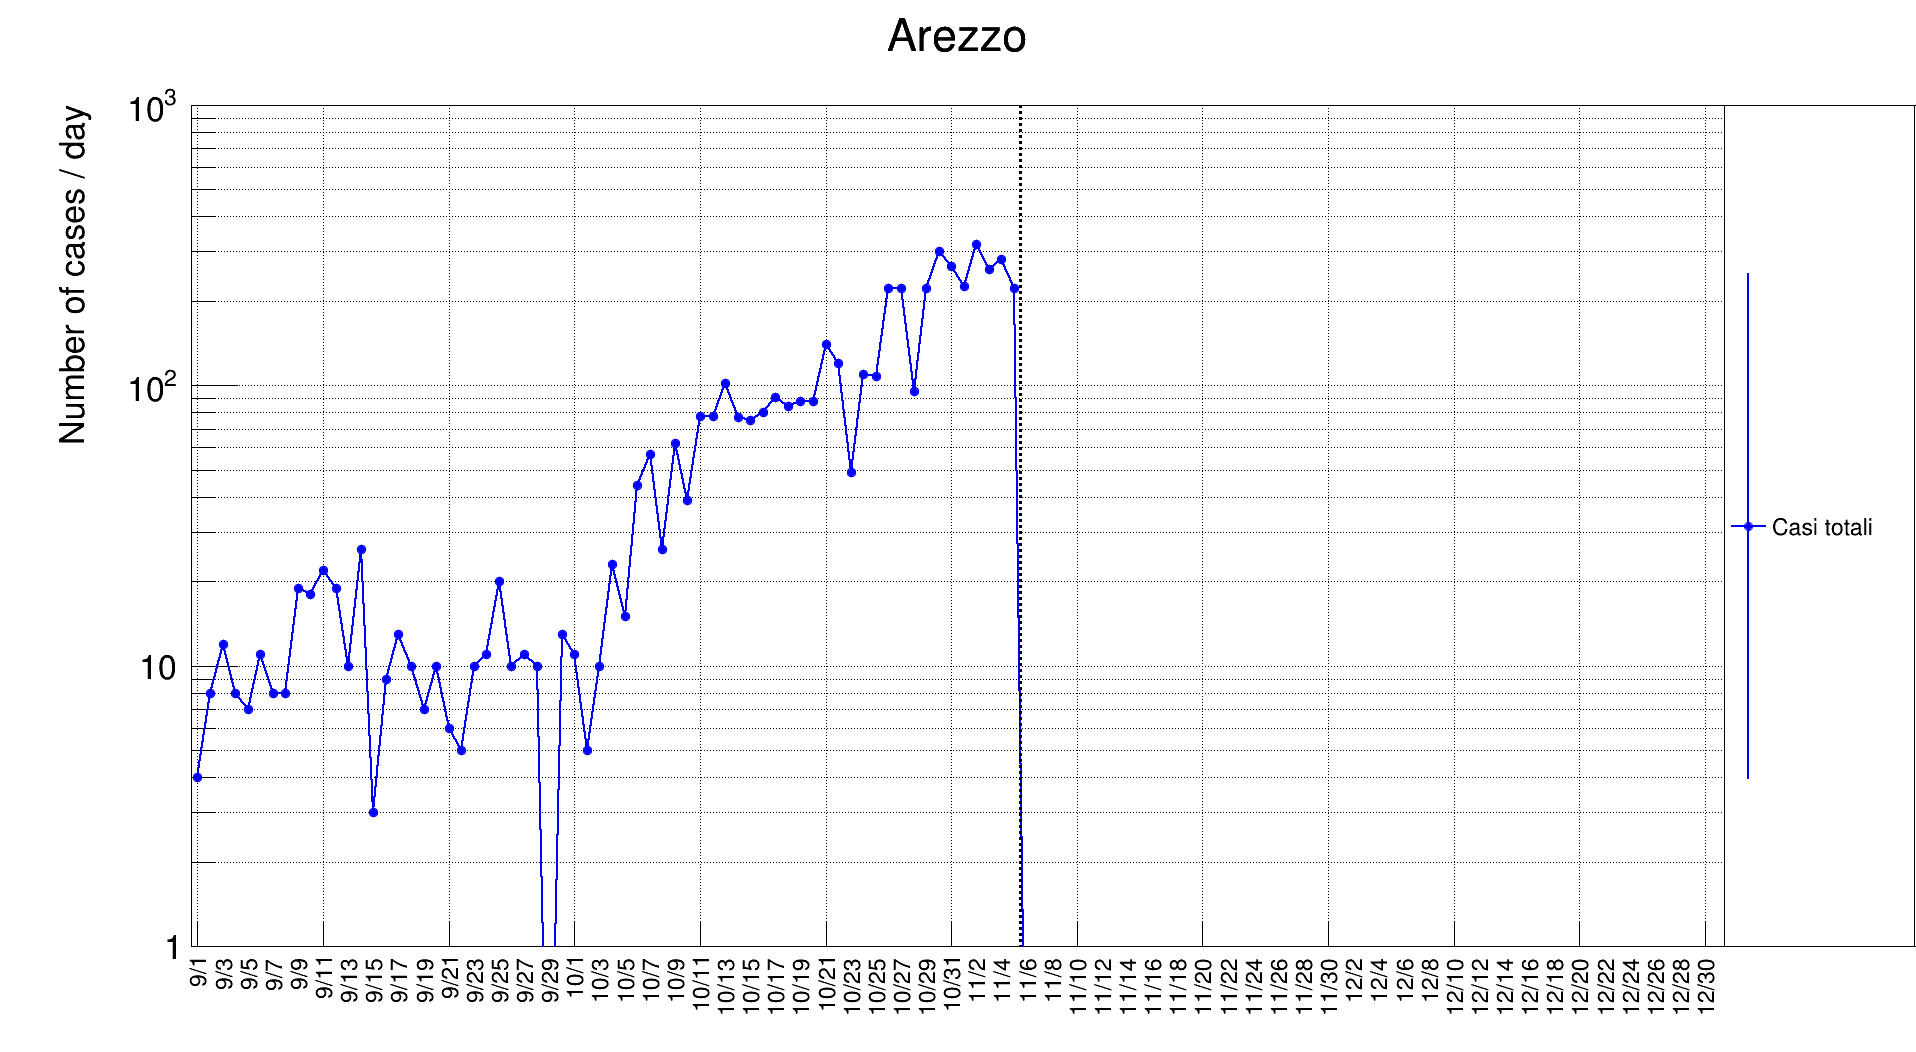 Arezzo
Number of cases / day
10³
10²
10
1
9/1 9/3 9/5 9/7 9/9 9/11 9/13 9/15 9/17 9/19 9/21 9/23 9/25 9/27 9/29 10/1 10/3 10/5 10/7 10/9 10/11 10/13 10/15 10/17 10/19 10/21 10/23 10/25 10/27 10/29 10/31 11/2 11/4 11/6 11/8 11/10 11/12 11/14 11/16 11/18 11/20 11/22 11/24 11/26 11/28 11/30 12/2 12/4 12/6 12/8 12/10 12/12 12/14 12/16 12/18 12/20 12/22 12/24 12/26 12/28 12/30
Casi totali